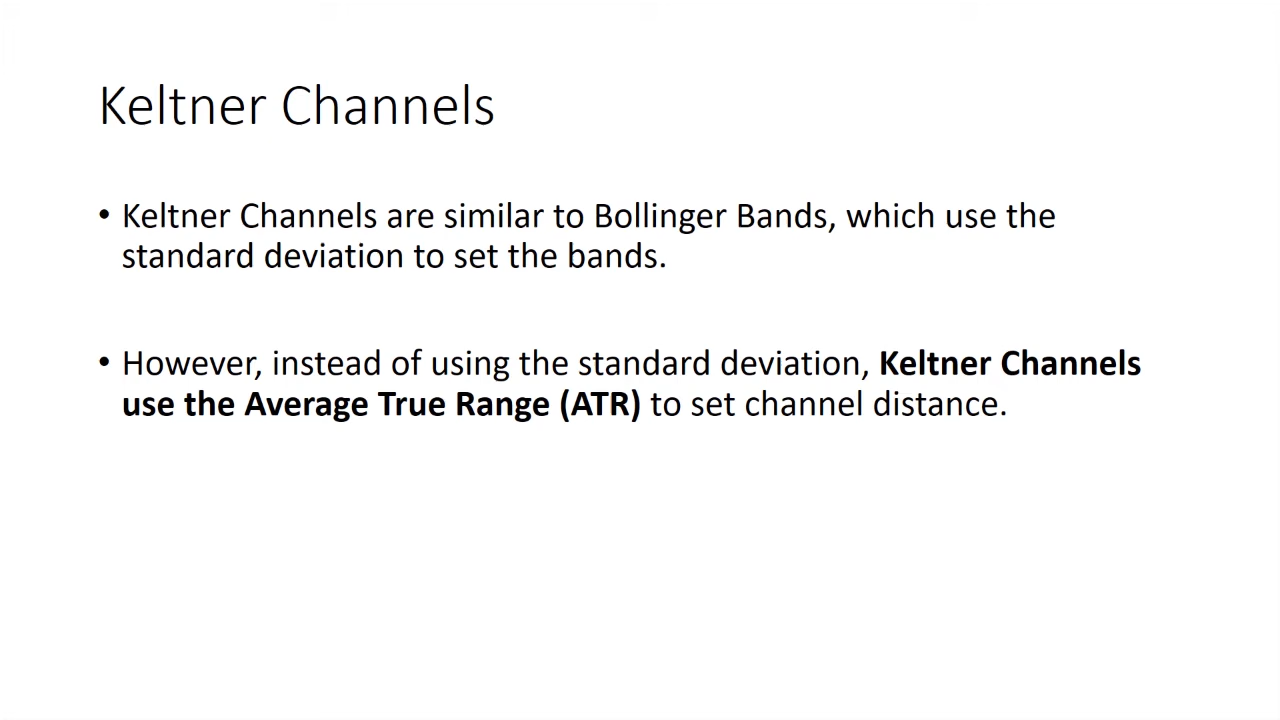 Keltner Channels
• Keltner Channels are similar to Bollinger Bands, which use the
standard deviation to set the bands.
• However, instead of using the standard deviation, Keltner Channels
use the Average True Range (ATR) to set channel distance.